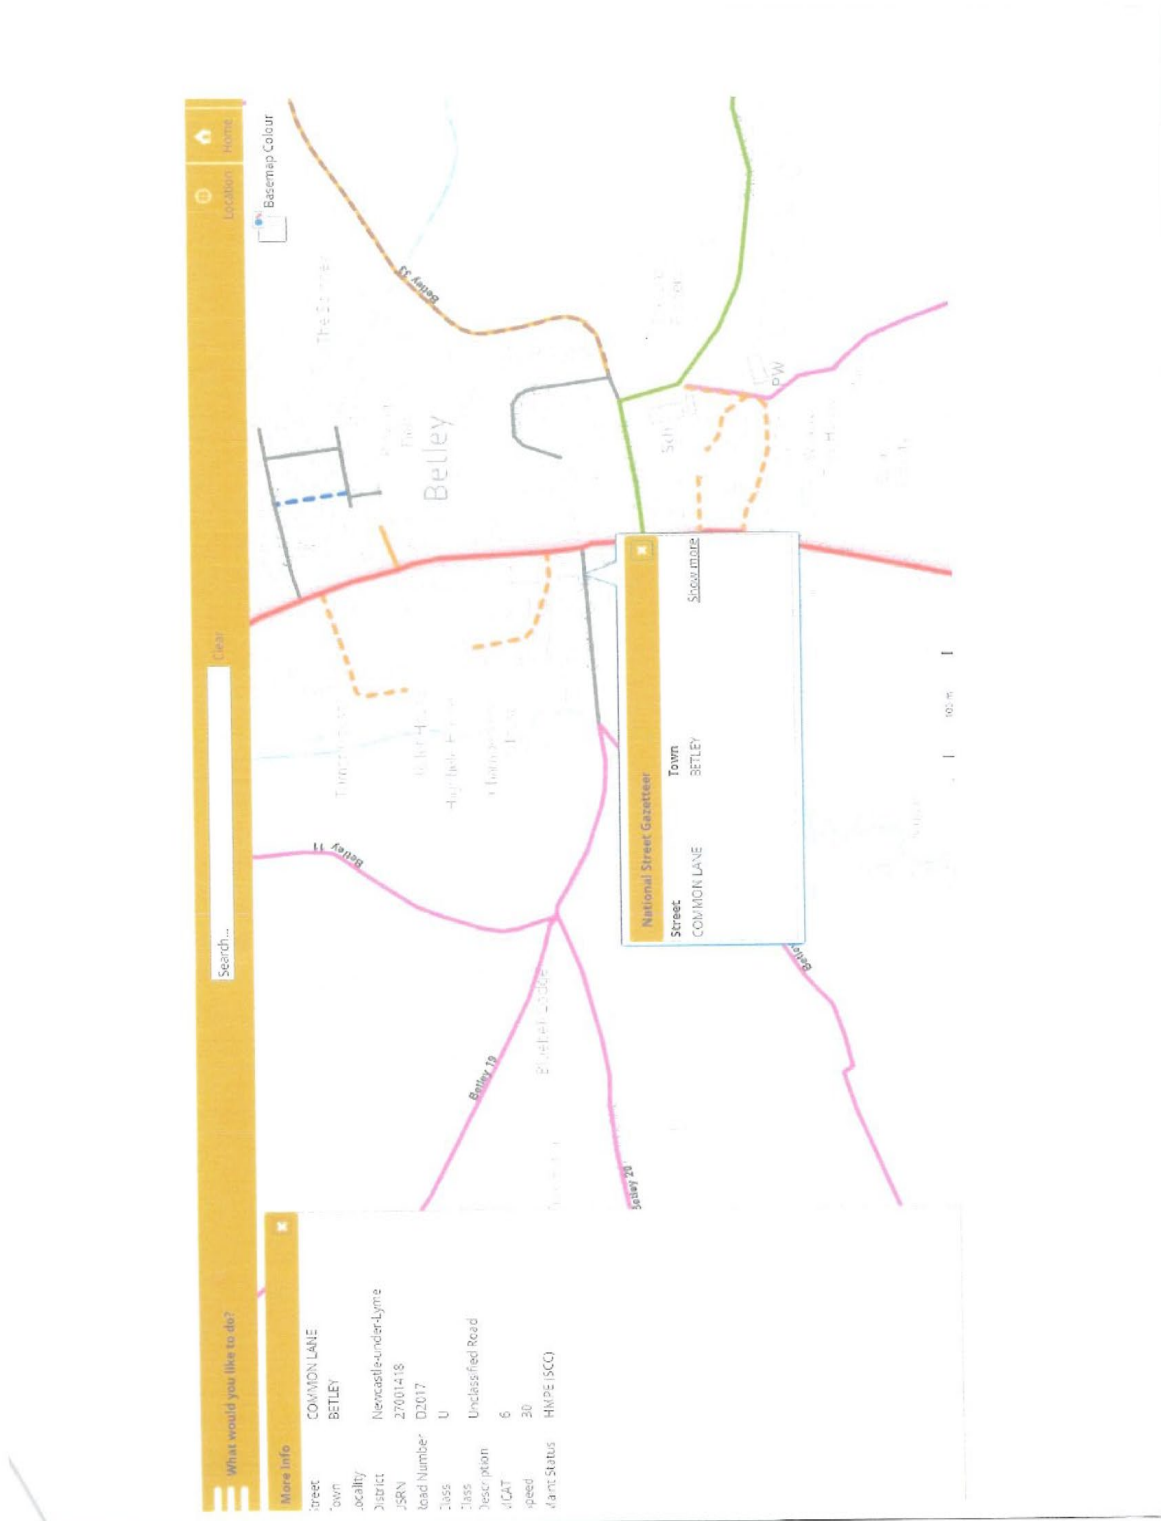 What would you like to do?
Search...
Clear
Location
Home
Basemap Colour
More Info
Street COMMON LANE
Town BETLEY
Locality
District Newcastle-under-Lyme
USRN 27001418
Road Number D2017
Class U
Class Unclassified Road
Description
6
Speed 30
Maint Status HMPE (SCC)
Betley 11
Betley 19
Betley 20
Betley
Betley 33
Betley
Sch
PW
National Street Gazetteer
Street Town
COMMON LANE BETLEY
Show more
100 m